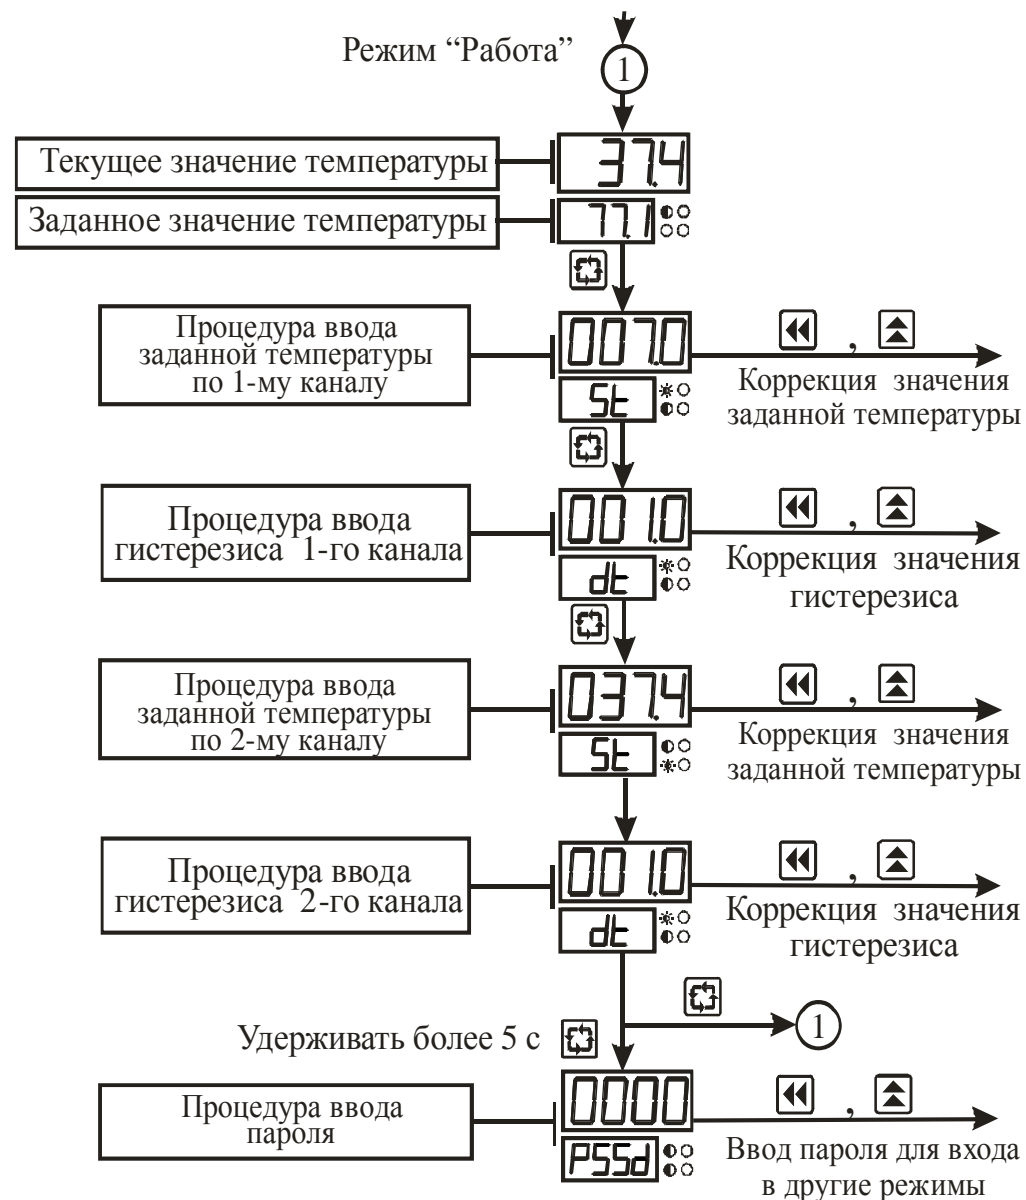 Режим “Работа”
1
Текущее значение температуры
37.4
Заданное значение температуры
77.1
Процедура ввода
заданной температуры
по 1-му каналу
007.0
St
,
Коррекция значения
заданной температуры
Процедура ввода
гистерезиса 1-го канала
001.0
dt
,
Коррекция значения
гистерезиса
Процедура ввода
заданной температуры
по 2-му каналу
037.4
St
,
Коррекция значения
заданной температуры
Процедура ввода
гистерезиса 2-го канала
001.0
dt
,
Коррекция значения
гистерезиса
1
Удерживать более 5 с
Процедура ввода
пароля
0000
PSSd
,
Ввод пароля для входа
в другие режимы